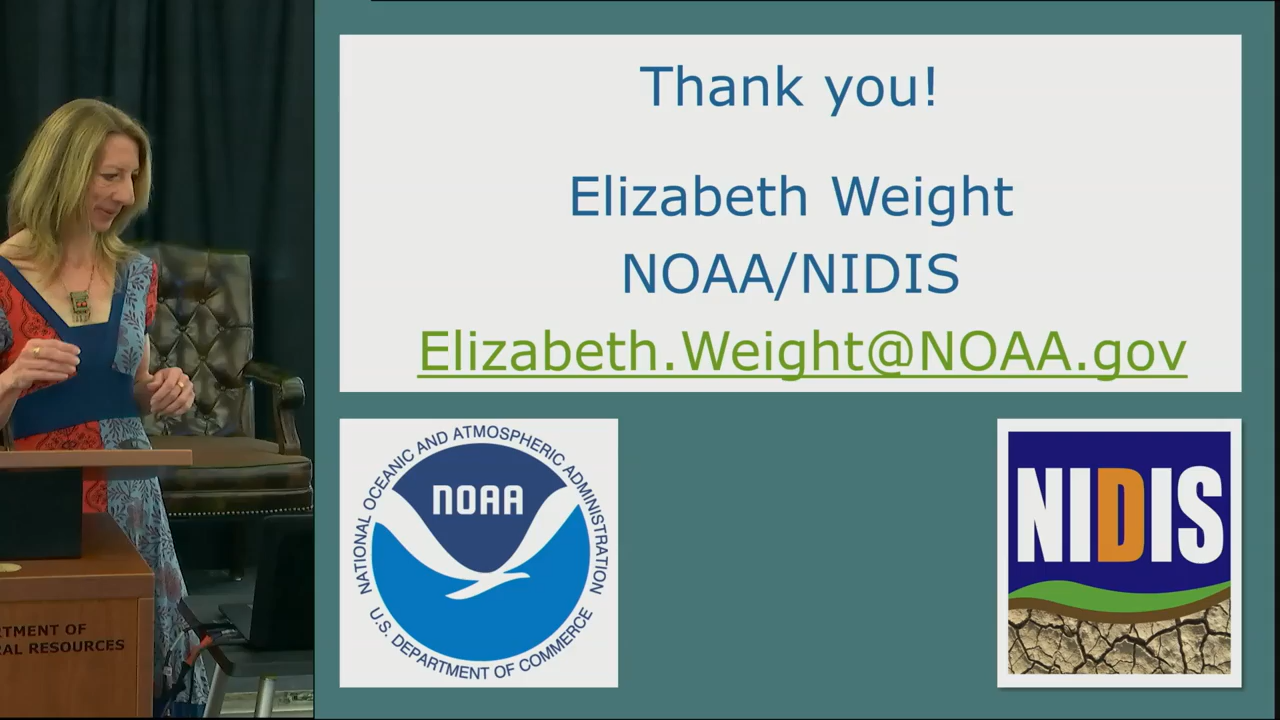 Thank you!
Elizabeth Weight
NOAA/NIDIS
Elizabeth.Weight@NOAA.gov
NATIONAL OCEANIC AND ATMOSPHERIC ADMINISTRATION
NOAA
U.S. DEPARTMENT OF COMMERCE
NIDIS
RTMENT OF
AL RESOURCES